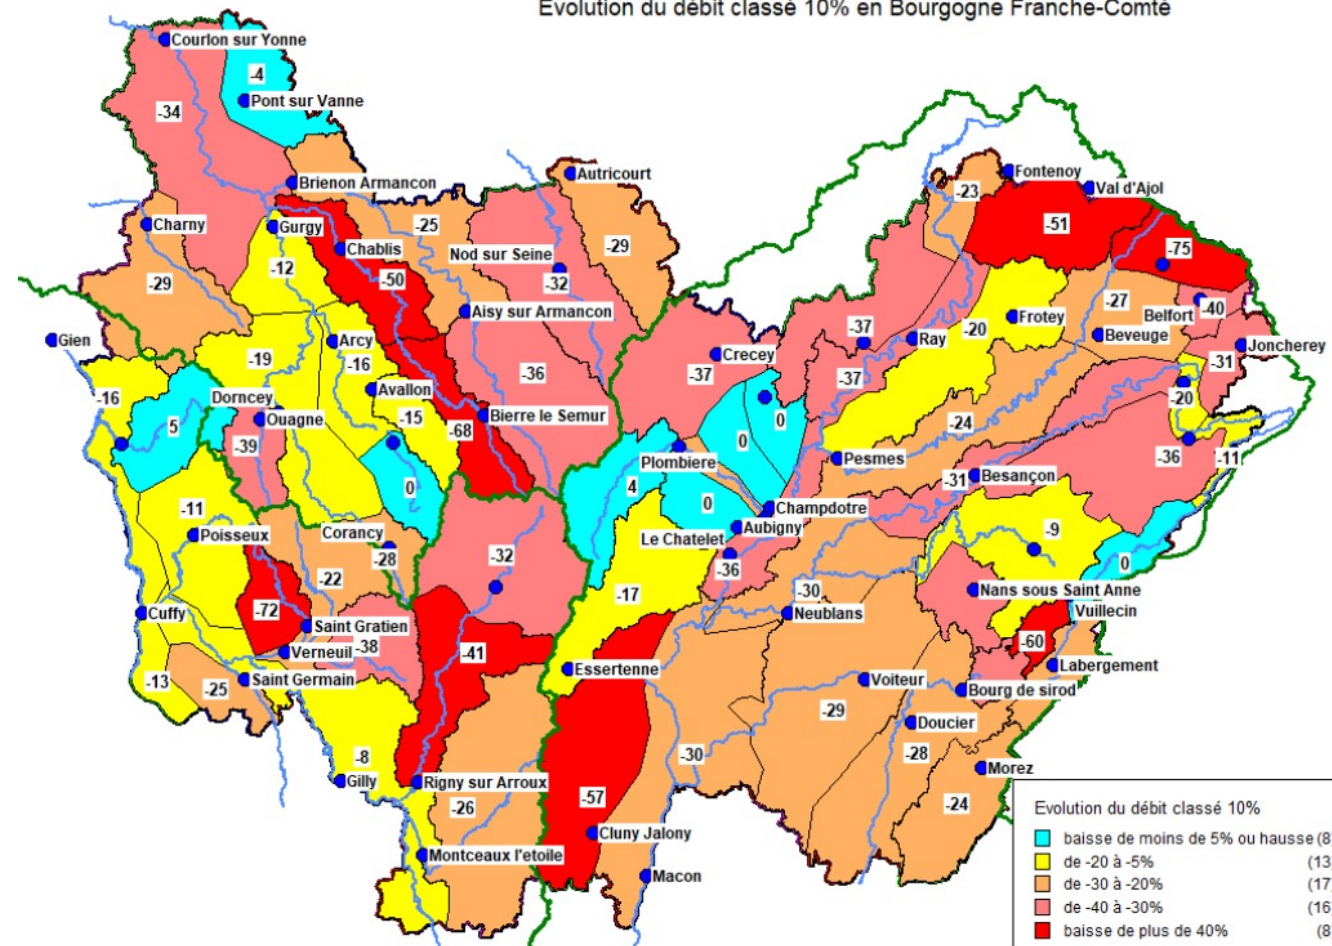 Evolution du débit classé 10% en Bourgogne Franche-Comté
Courlon sur Yonne
-4
Pont sur Vanne
-34
Brienon Armancon
Autricourt
Fontenoy
-23
Val d'Ajol
Charny
Gurgy
-25
-51
Chablis
Nod sur Seine
-29
-75
-12
-50
-32
-29
-27
-40
Aisy sur Armancon
Belfort
Gien
Arcy
-37
Ray
-20
Frotey
Beveuge
Joncherey
-19
-16
Crecey
-31
-36
-37
-37
Avallon
-16
Dorncey
-20
5
Ouagne
-15
Bierre le Semur
0
-24
-39
-68
0
Plombiere
Pesmes
-36
-11
0
4
-31
Besançon
-11
0
Champdotre
Poisseux
Corancy
Le Chatelet
Aubigny
-9
-28
-32
-36
0
-22
-17
-30
Nans sous Saint Anne
Cuffy
-72
Saint Gratien
Neublans
Vuillecin
Verneuil
-38
-41
-60
Essertenne
Labergement
-13
-25
Saint Germain
Voiteur
Bourg de sirod
-29
Doucier
-8
-30
-28
Gilly
Rigny sur Arroux
Morez
-26
-57
-24
Cluny Jalony
Montceaux l'etoile
Macon
Evolution du débit classé 10%
baisse de moins de 5% ou hausse (8
de -20 à -5% (13
de -30 à -20% (17
de -40 à -30% (16
baisse de plus de 40% (8